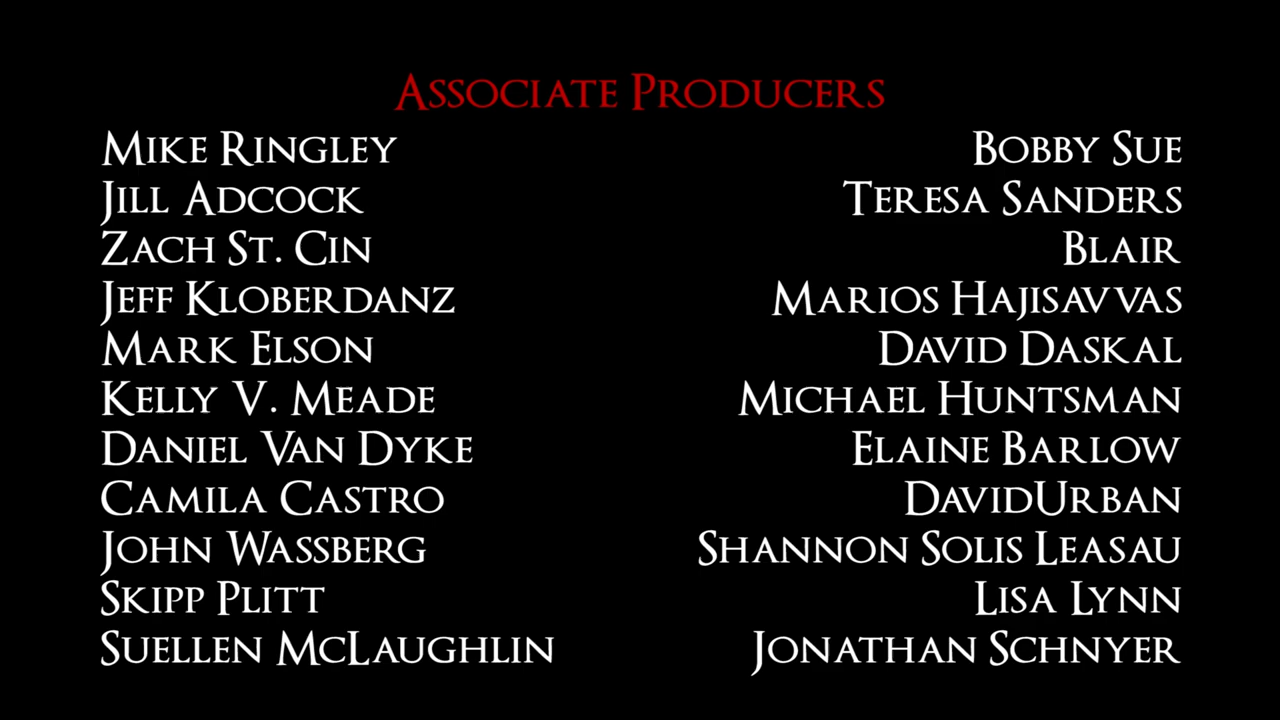 Associate Producers
Mike Ringley
Bobby Sue
Jill Adcock
Teresa Sanders
Zach St. Cin
Blair
Jeff Kloberdanz
Marios Hajisavvas
Mark Elson
David Daskal
Kelly V. Meade
Michael Huntsman
Daniel Van Dyke
Elaine Barlow
Camila Castro
DavidUrban
John Wassberg
Shannon Solis Leasau
Skipp Plitt
Lisa Lynn
Suellen McLaughlin
Jonathan Schnyer